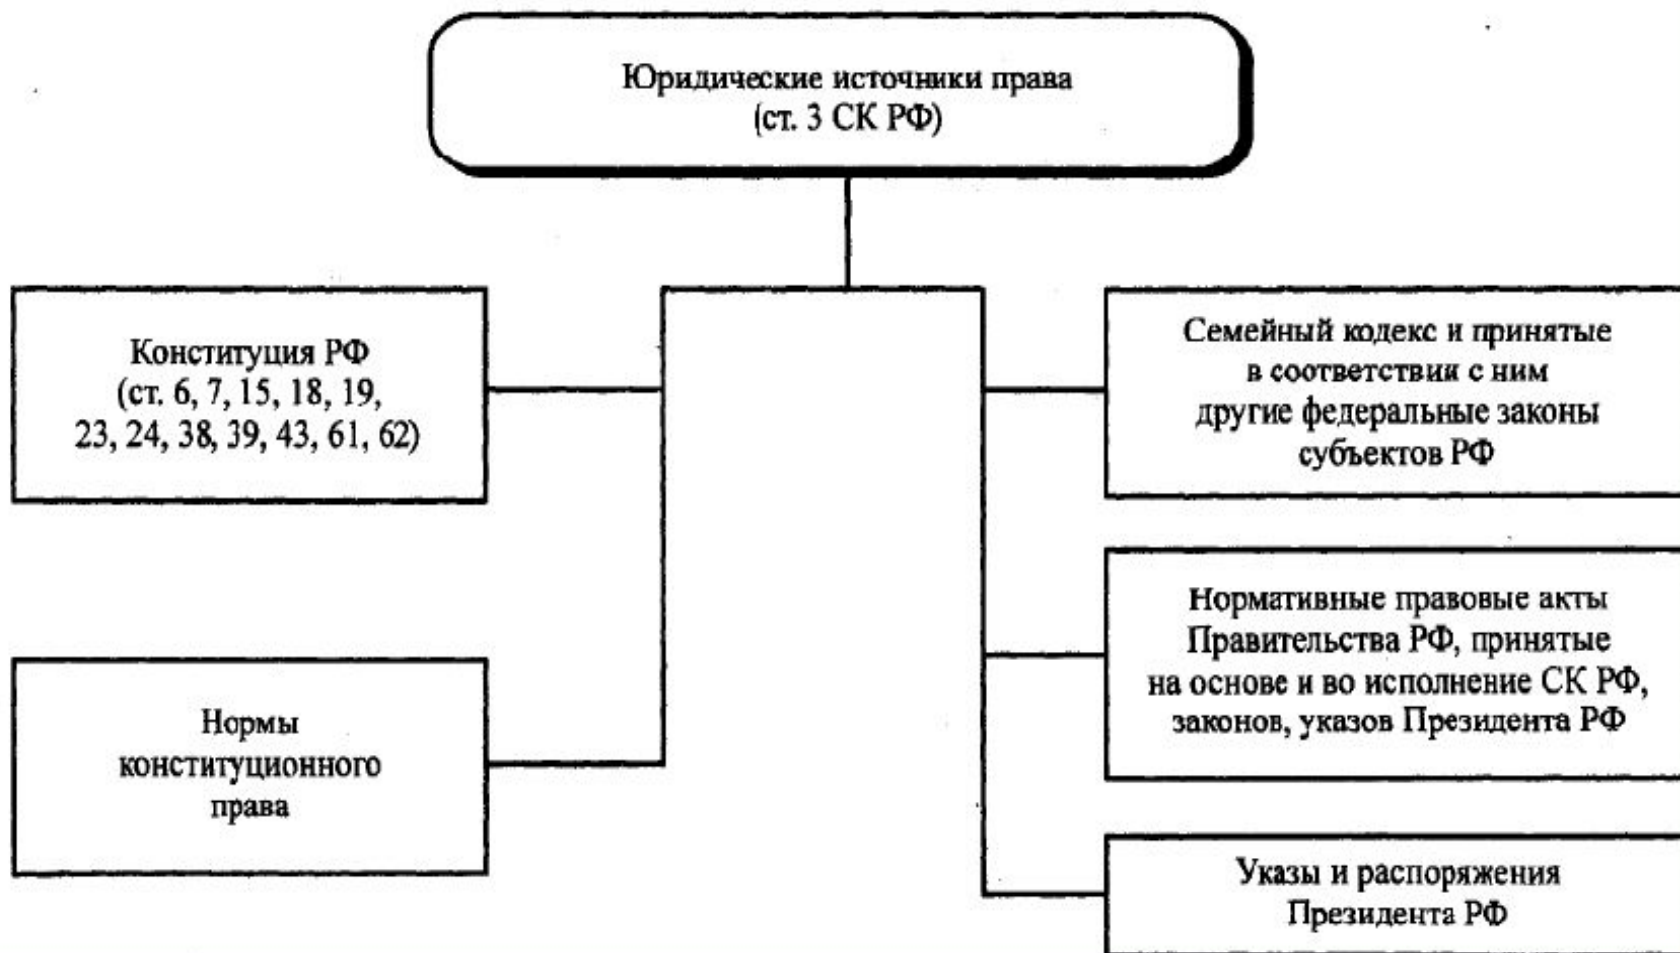 Юридические источники права
(ст. 3 СК РФ)
Конституция РФ
(ст. 6, 7, 15, 18, 19,
23, 24, 38, 39, 43, 61, 62)
Нормы
конституционного
права
Семейный кодекс и принятые
в соответствии с ним
другие федеральные законы
субъектов РФ
Нормативные правовые акты
Правительства РФ, принятые
на основе и во исполнение СК РФ,
законов, указов Президента РФ
Указы и распоряжения
Президента РФ